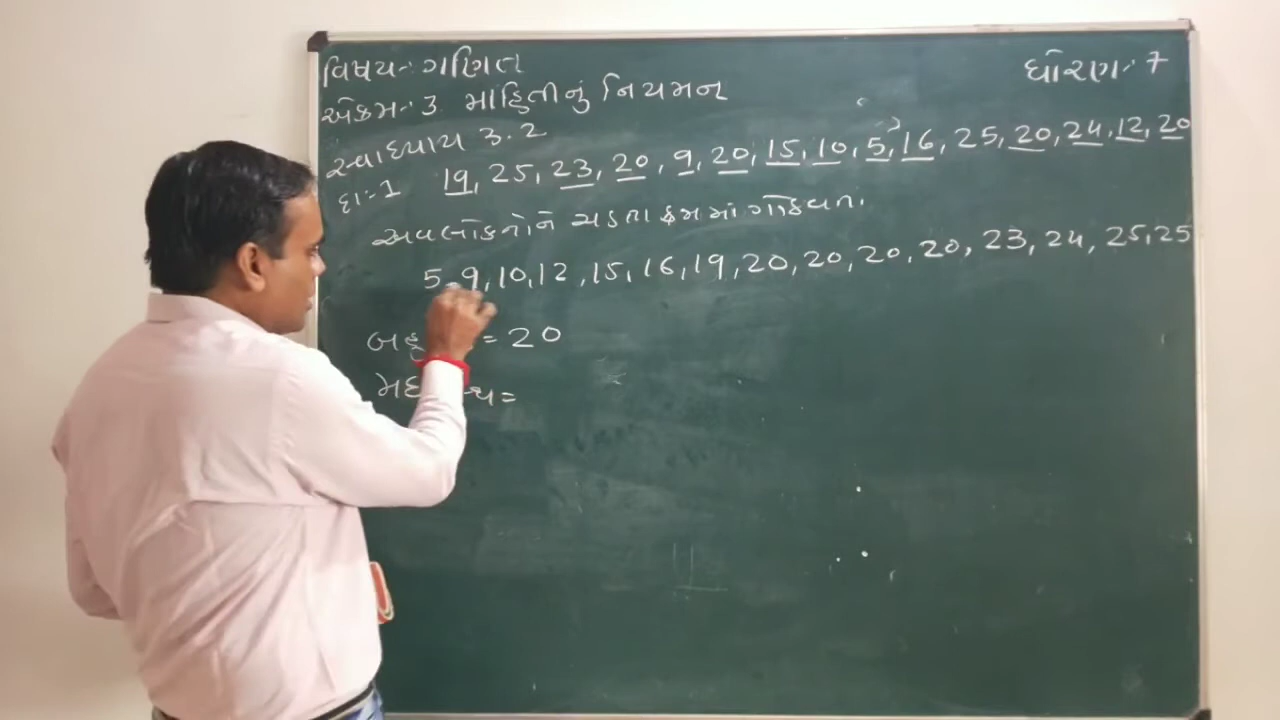 વિષય:- ગણિત
ધોરણ:- 7
એકમ:- 3 માહિતીનું નિયમન
સ્વાધ્યાય 3.2
દા:-1 19, 25, 23, 20, 9, 20, 15, 10, 5, 16, 25, 20, 24, 12, 20
અવલોકનોને ચડતા ક્રમમાં ગોઠવતા.
5, 9, 10, 12, 15, 16, 19, 20, 20, 20, 20, 23, 24, 25, 25
= 20
=